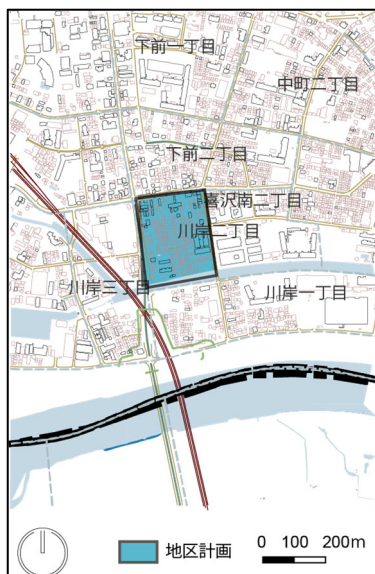 下前一丁目
中町二丁目
下前二丁目
喜沢南二丁目
川岸二丁目
川岸三丁目
川岸一丁目
地区計画
0 100 200m